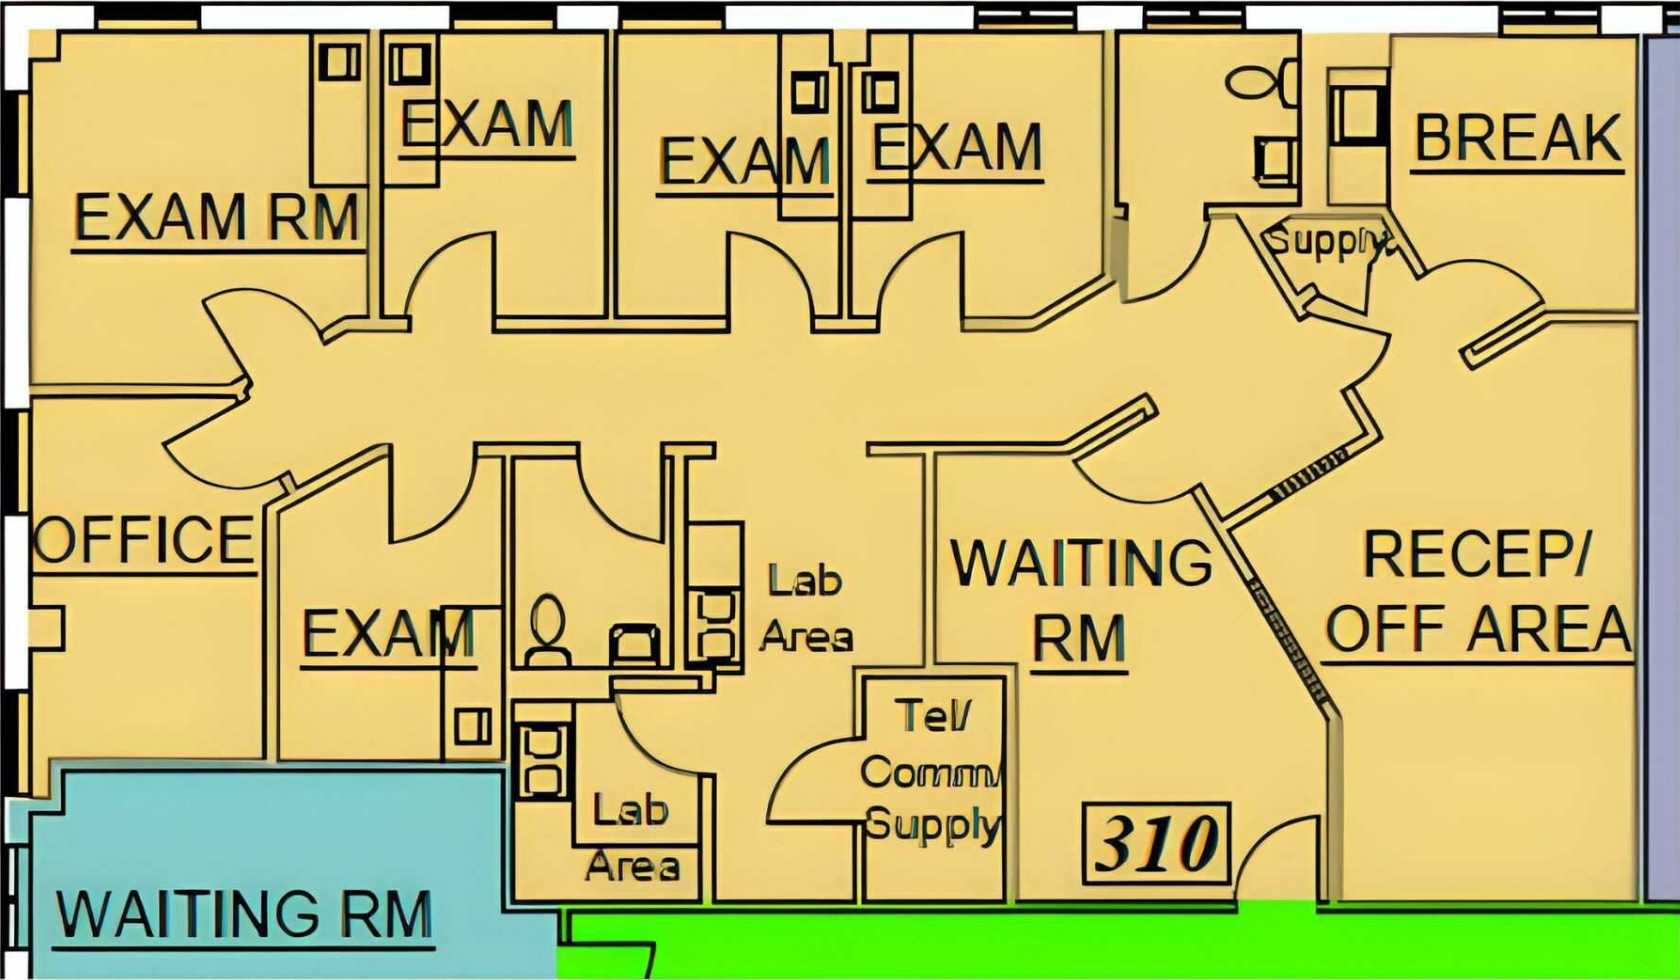 EXAM RM
EXAM
EXAM
EXAM
BREAK
Supply
OFFICE
EXAM
Lab
Area
WAITING
RM
RECEP/
OFF AREA
Tel/
Comm/
Supply
Lab
Area
310
WAITING RM